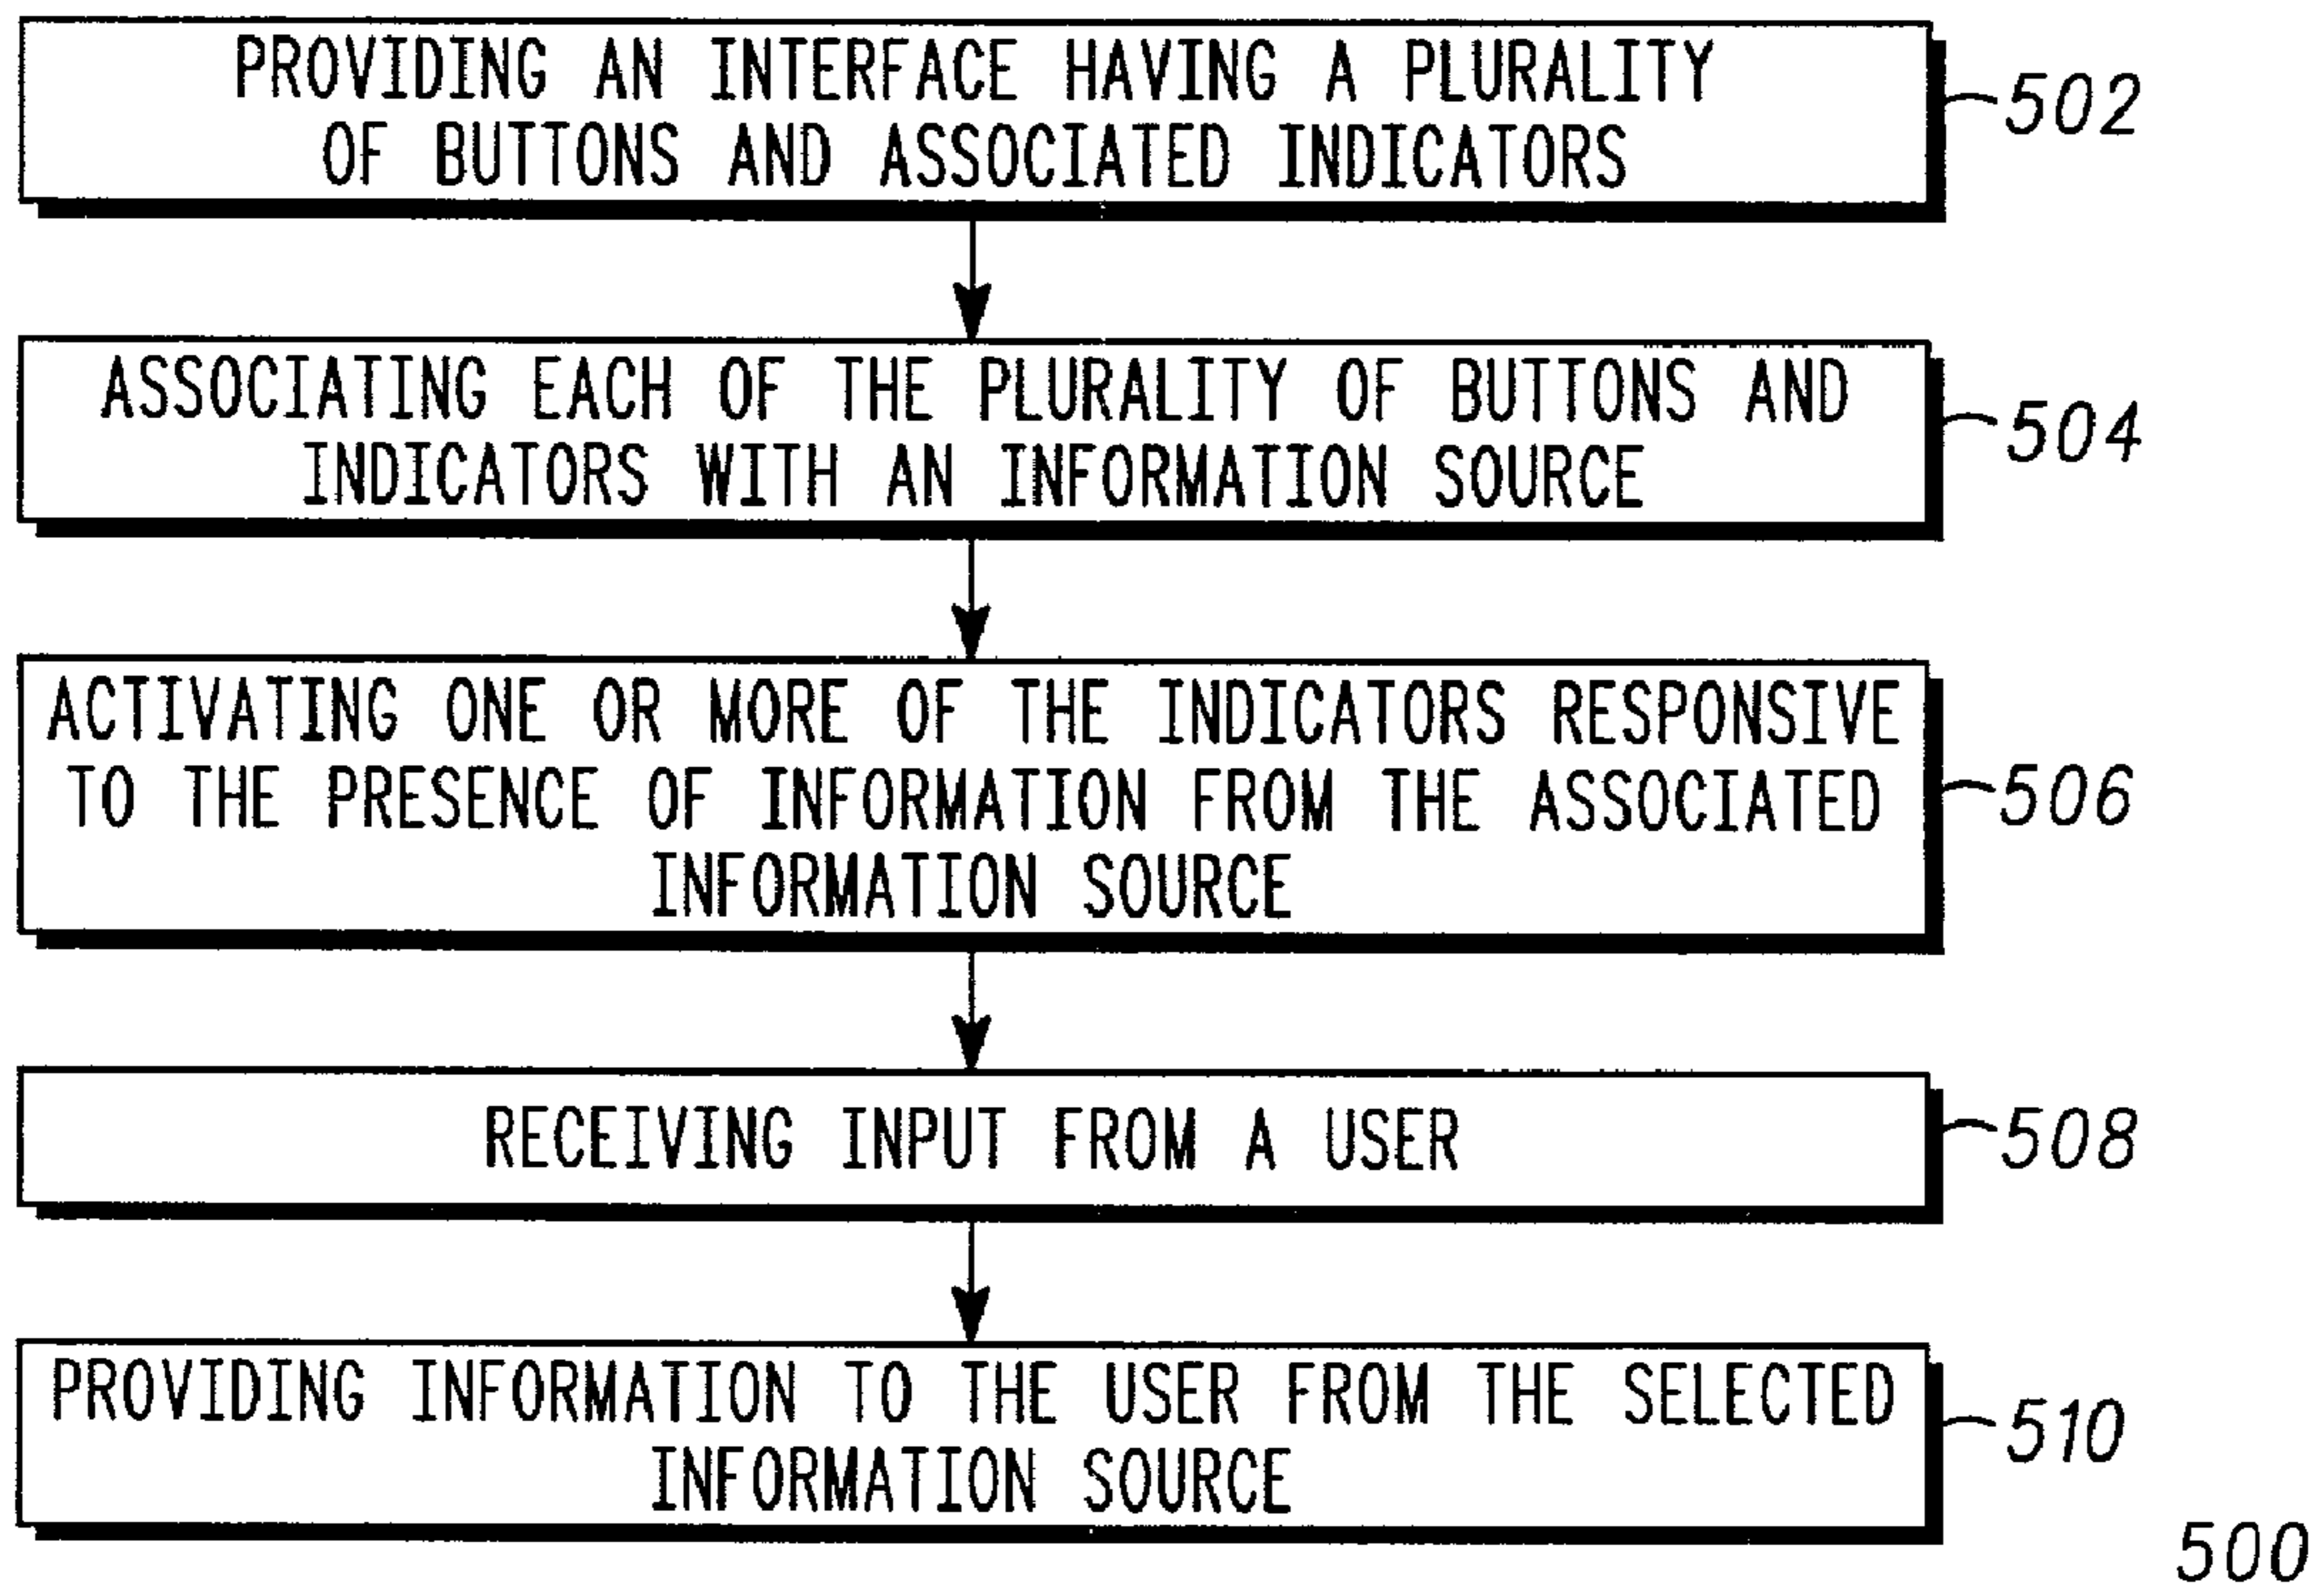 PROVIDING AN INTERFACE HAVING A PLURALITY
OF BUTTONS AND ASSOCIATED INDICATORS
502
ASSOCIATING EACH OF THE PLURALITY OF BUTTONS AND
INDICATORS WITH AN INFORMATION SOURCE
504
ACTIVATING ONE OR MORE OF THE INDICATORS RESPONSIVE
TO THE PRESENCE OF INFORMATION FROM THE ASSOCIATED
INFORMATION SOURCE
506
RECEIVING INPUT FROM A USER
508
PROVIDING INFORMATION TO THE USER FROM THE SELECTED
INFORMATION SOURCE
510
500